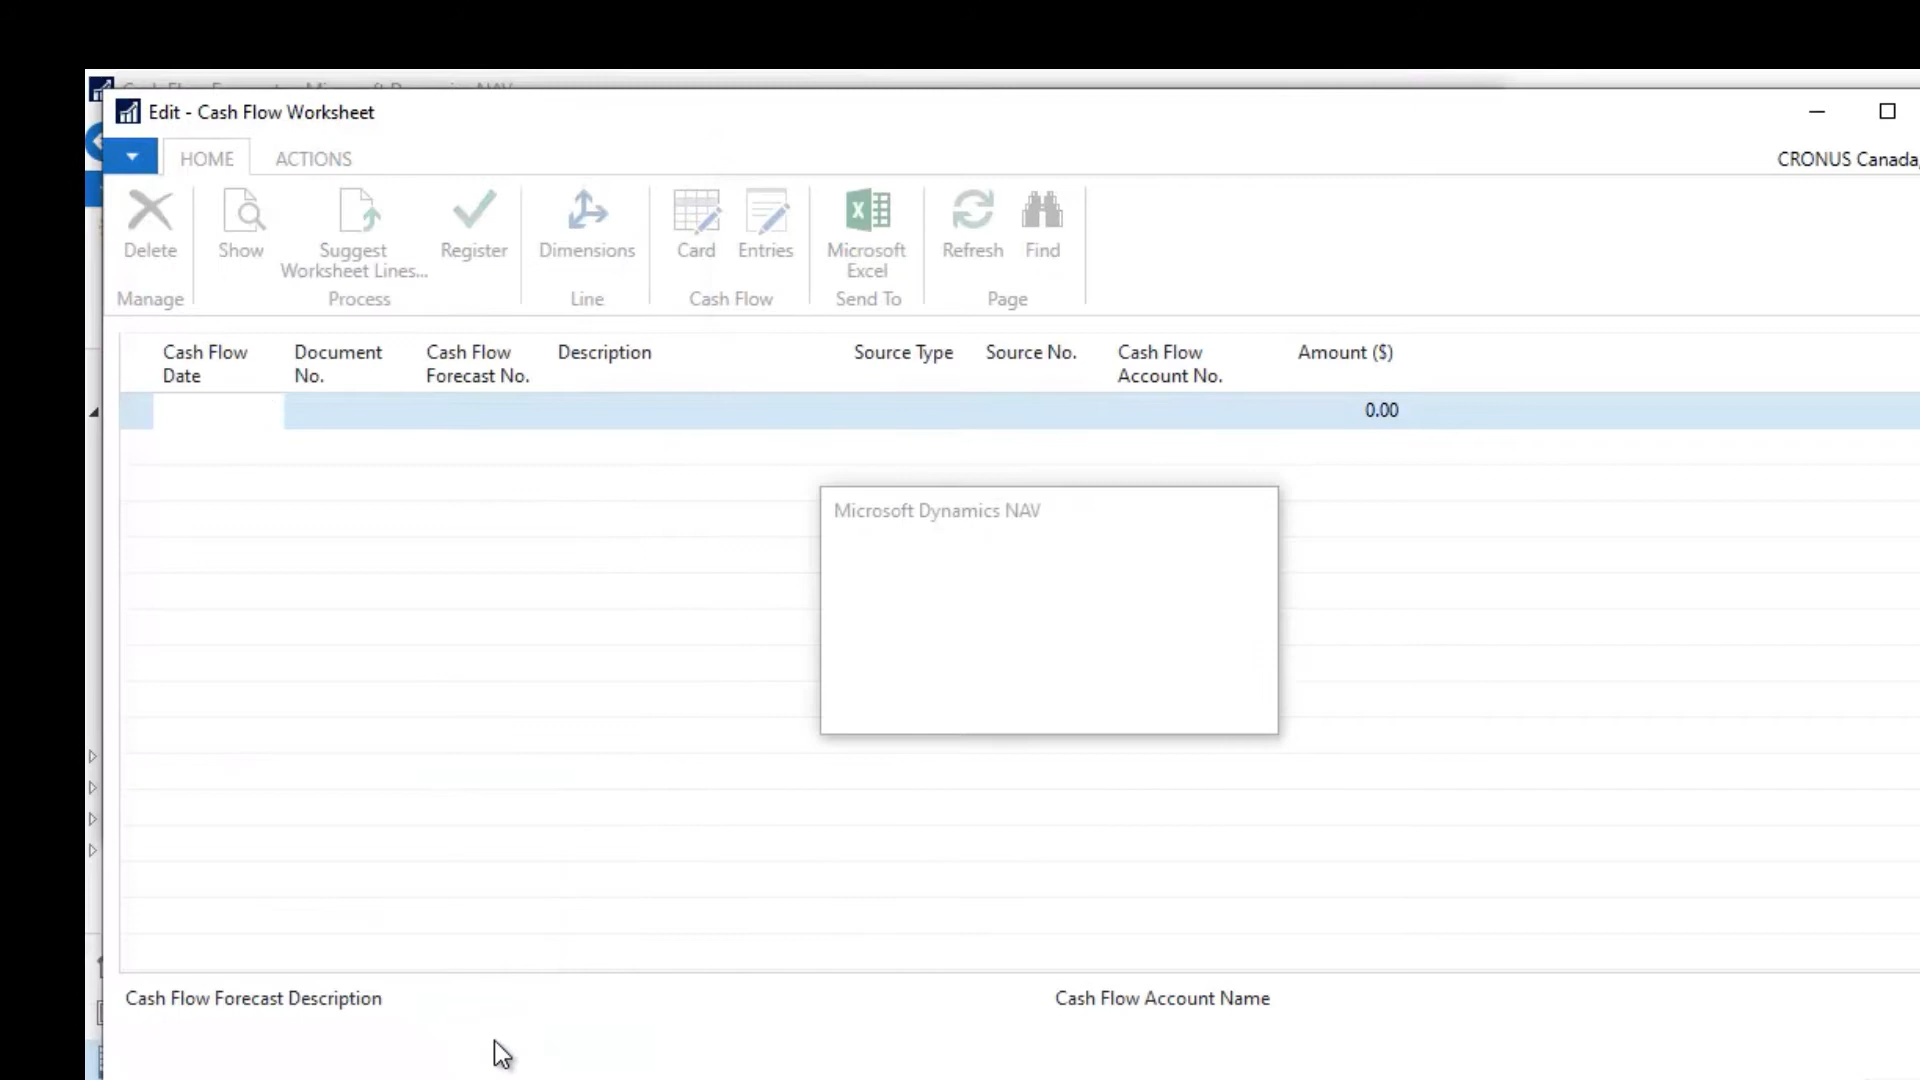 Edit - Cash Flow Worksheet
HOME
ACTIONS
CRONUS Canada,
Delete
Show
Suggest
Worksheet Lines...
Register
Dimensions
Card
Entries
Microsoft
Excel
Refresh
Find
Manage
Process
Line
Cash Flow
Send To
Page
Cash Flow
Date
Document
No.
Cash Flow
Forecast No.
Description
Source Type
Source No.
Cash Flow
Account No.
Amount ($)
0.00
Microsoft Dynamics NAV
Cash Flow Forecast Description
Cash Flow Account Name